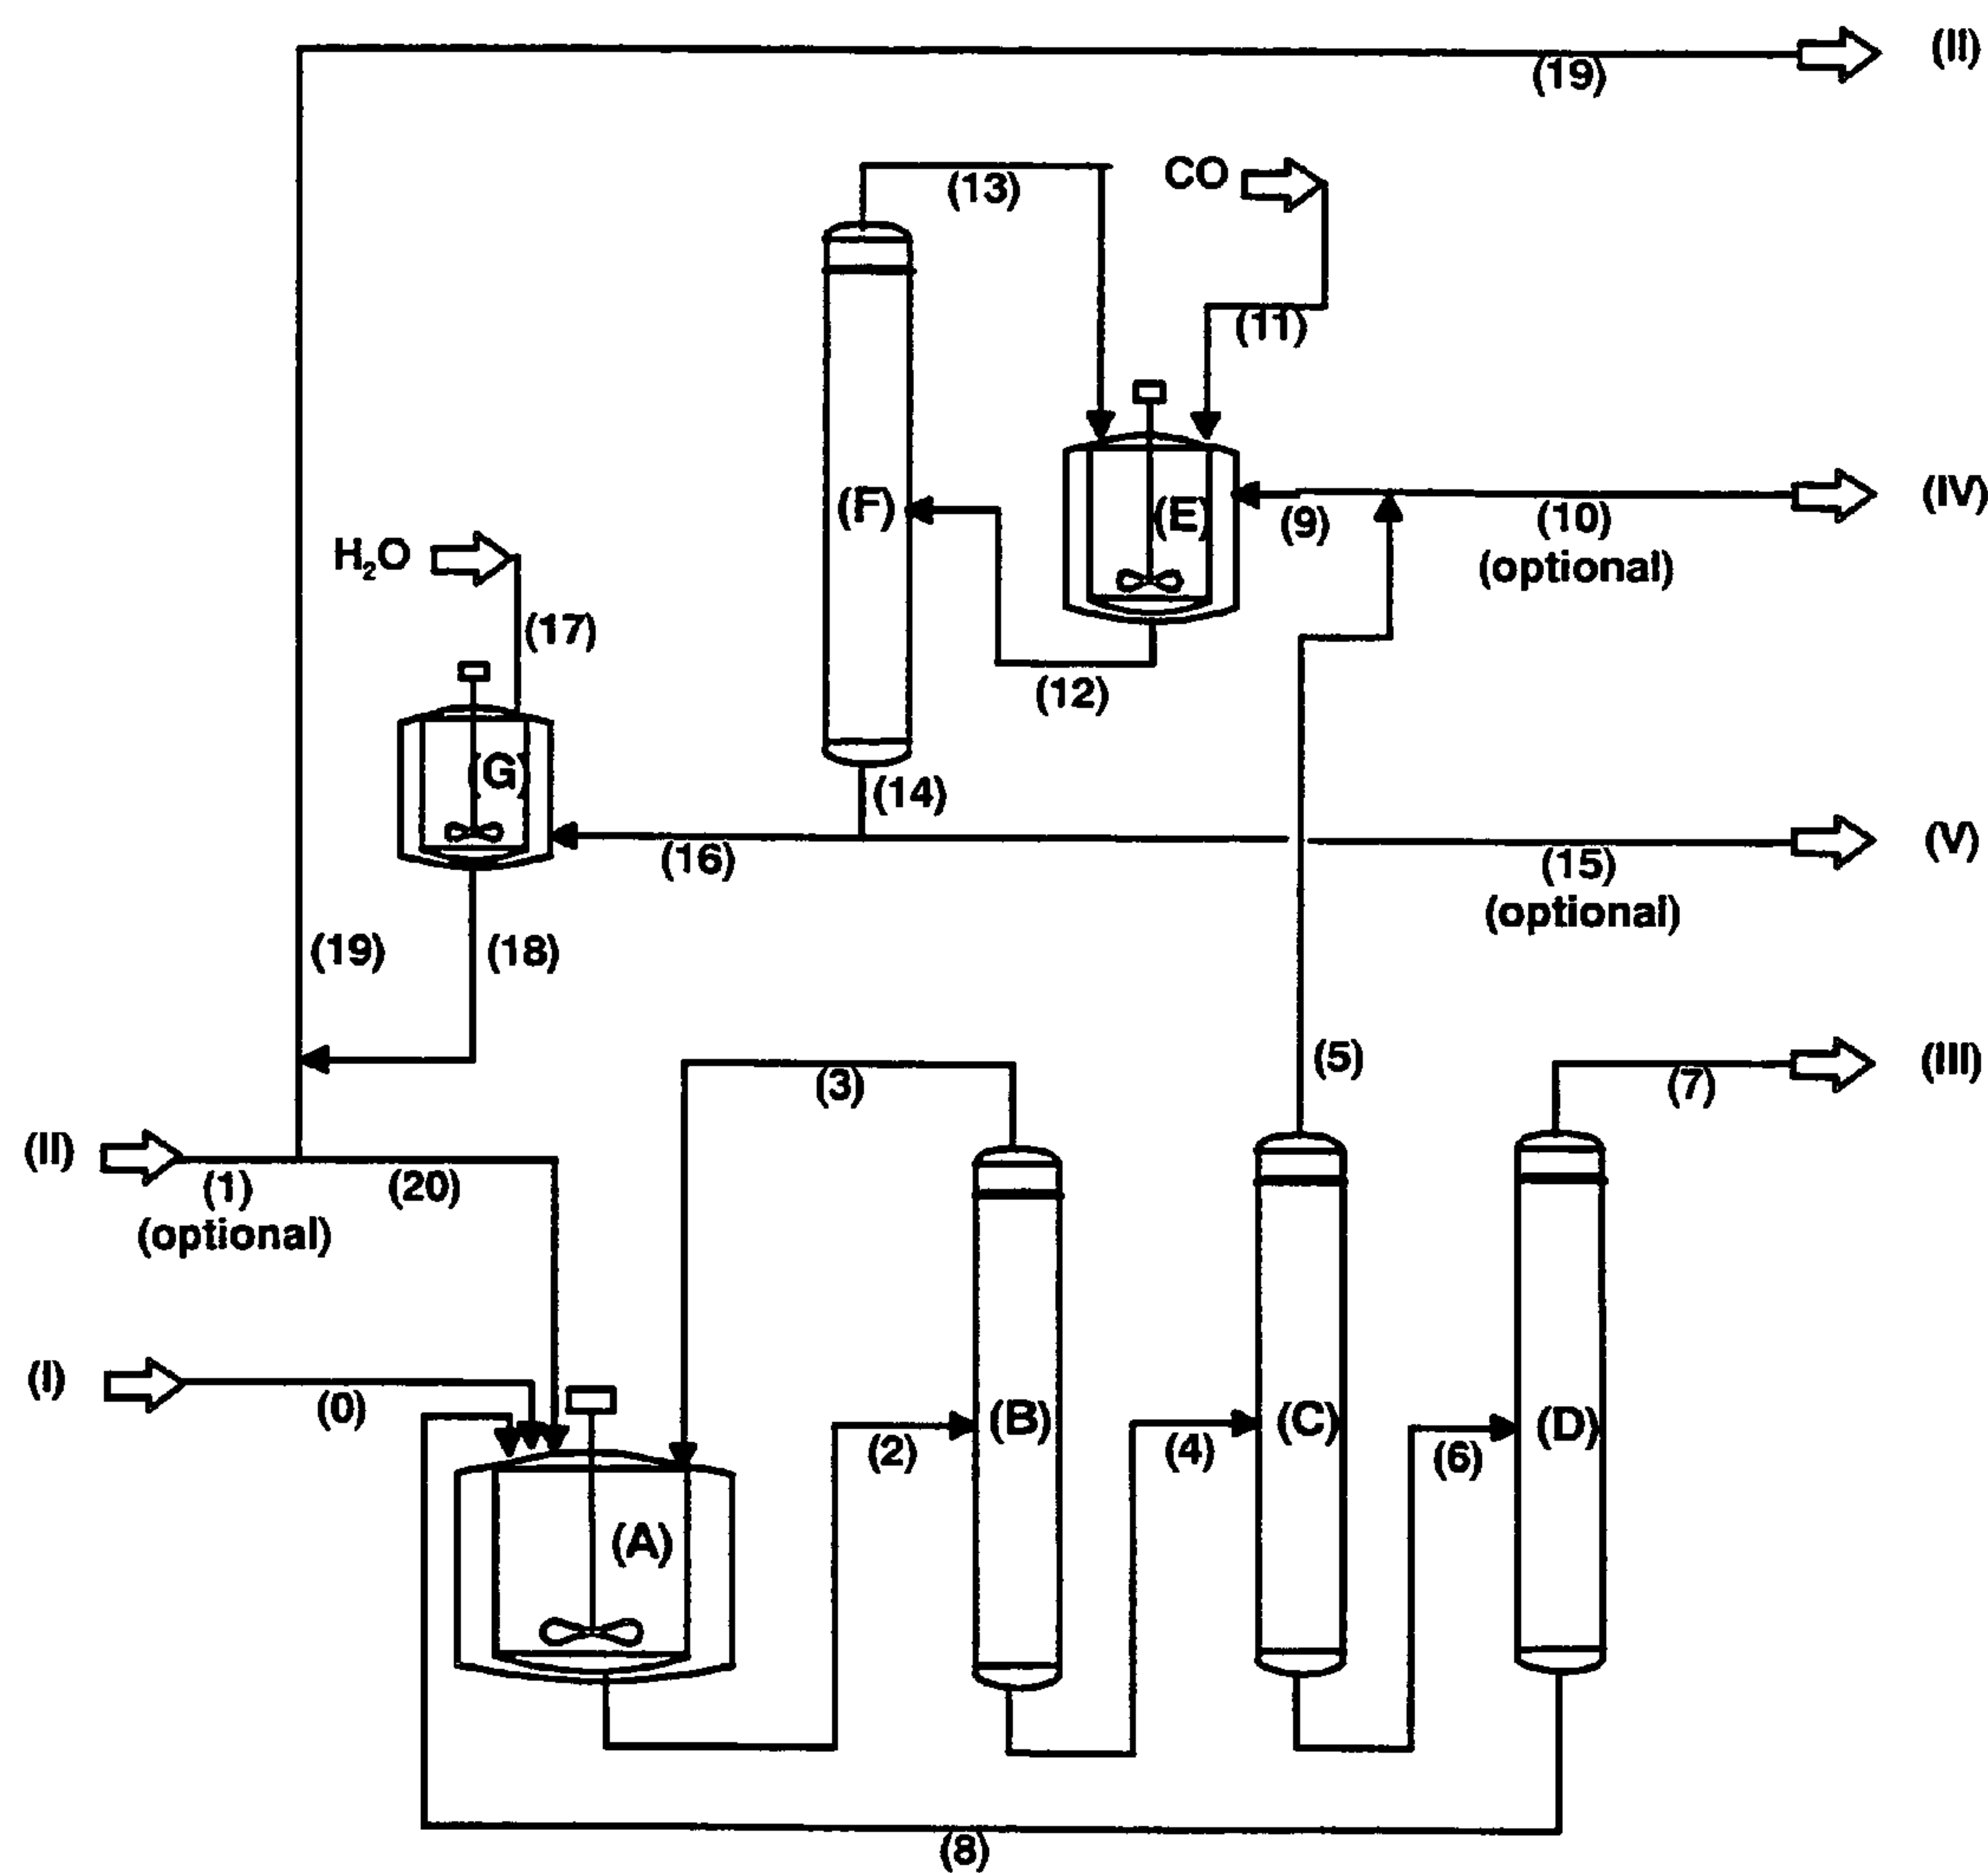 (II)
(19)
(13)
CO
(11)
(F)
(E)
(9)
(10)
(optional)
(IV)
H₂O
(17)
(12)
(G)
(14)
(16)
(15)
(optional)
(V)
(19)
(18)
(5)
(3)
(7)
(III)
(II)
(1)
(optional)
(20)
(I)
(0)
(A)
(2)
(B)
(4)
(C)
(6)
(D)
(8)